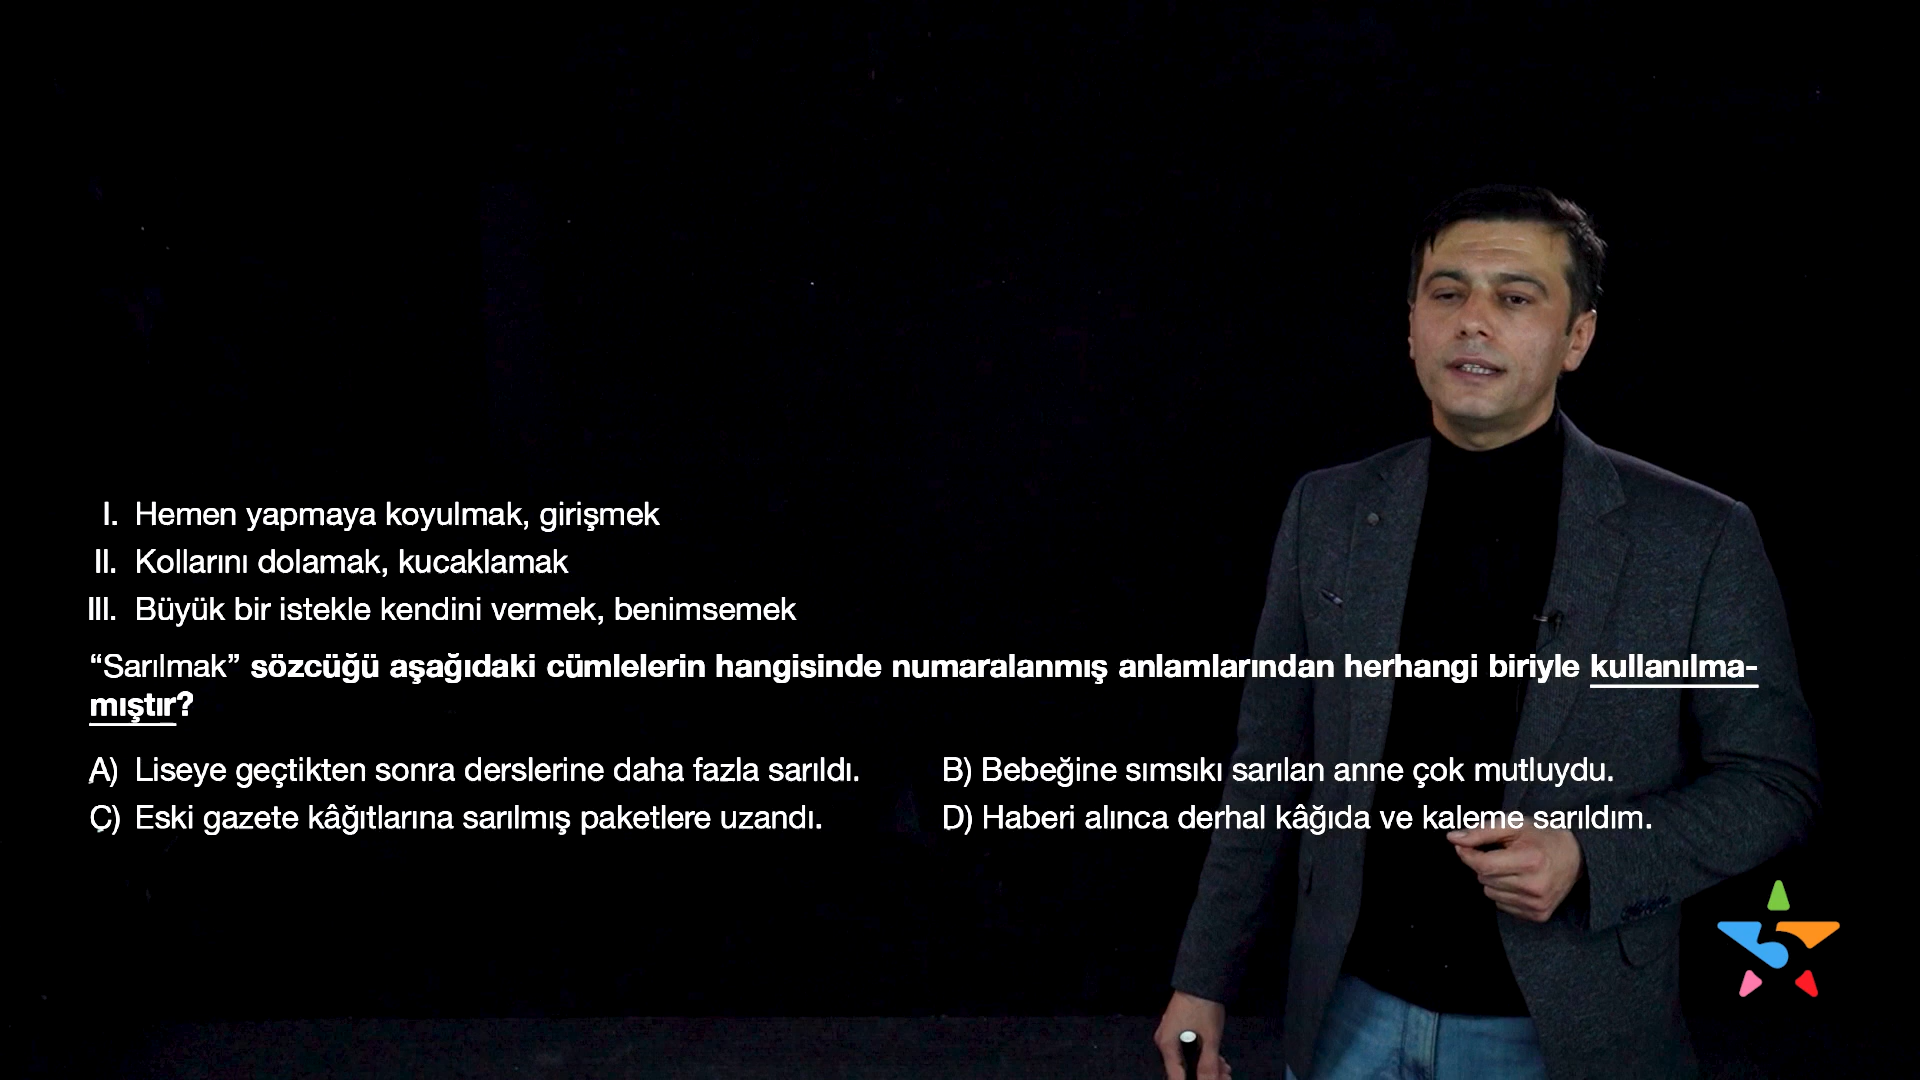 I. Hemen yapmaya koyulmak, girişmek
II. Kollarını dolamak, kucaklamak
III. Büyük bir istekle kendini vermek, benimsemek
“Sarılmak” sözcüğü aşağıdaki cümlelerin hangisinde numaralanmış anlamlarından herhangi biriyle kullanılma-
mıştır?
A) Liseye geçtikten sonra derslerine daha fazla sarıldı.
B) Bebeğine sımsıkı sarılan anne çok mutluydu.
C) Eski gazete kâğıtlarına sarılmış paketlere uzandı.
D) Haberi alınca derhal kâğıda ve kaleme sarıldım.
5